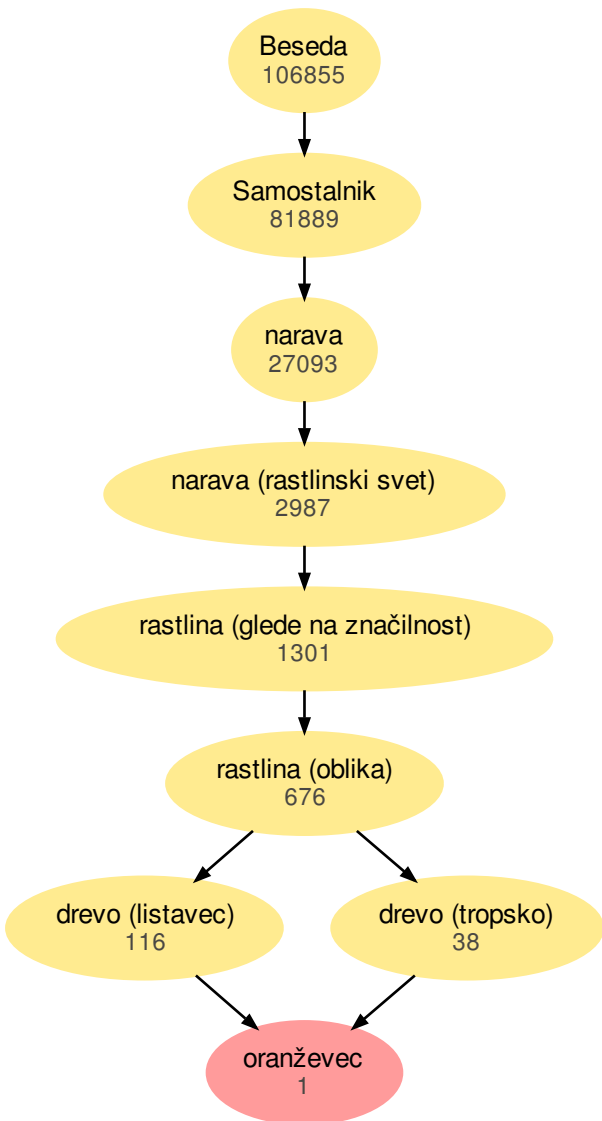 Beseda
106855
Samostalnik
81889
narava
27093
narava (rastlinski svet)
2987
rastlina (glede na značilnost)
1301
rastlina (oblika)
676
drevo (listavec)
116
drevo (tropsko)
38
oranževec
1